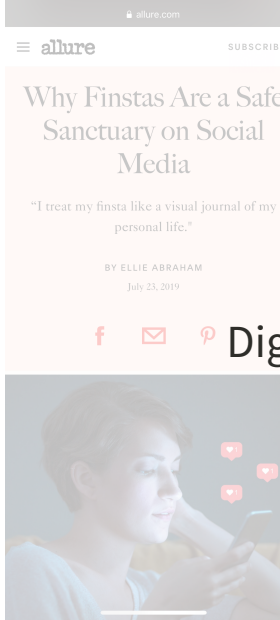 allure.com
allure
SUBSCRIB
Why Finstas Are a Safe
Sanctuary on Social
Media
“I treat my finsta like a visual journal of my
personal life."
BY ELLIE ABRAHAM
July 23, 2019
Dig